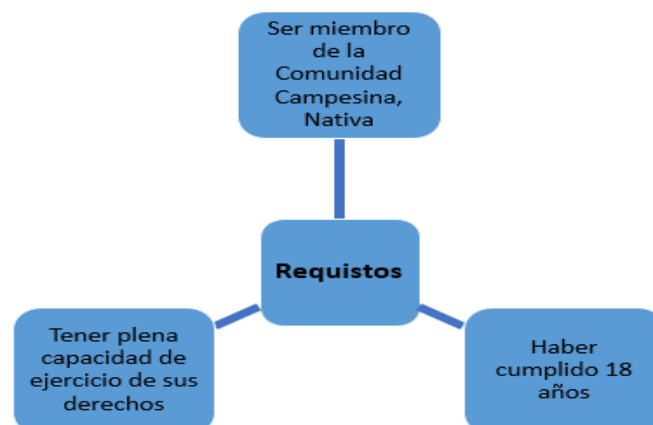 Ser miembro
de la
Comunidad
Campesina,
Nativa
Requistos
Tener plena
capacidad de
ejercicio de sus
derechos
Haber
cumplido 18
años